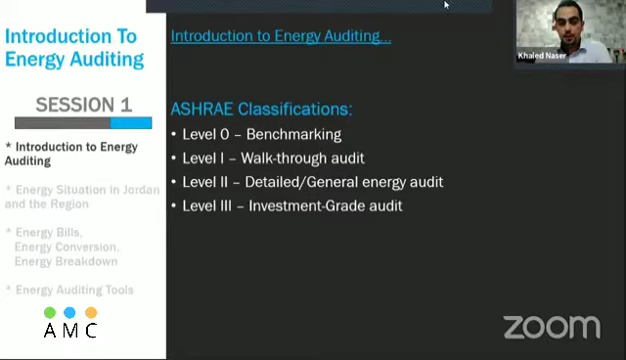 Introduction To
Energy Auditing
SESSION 1
* Introduction to Energy
Auditing
* Energy Situation in Jordan
and the Region
* Energy Bills,
Energy Conversion,
Energy Breakdown
* Energy Auditing Tools
AMC
Introduction to Energy Auditing...
ASHRAE Classifications:
• Level 0 – Benchmarking
• Level I – Walk-through audit
• Level II – Detailed/General energy audit
• Level III – Investment-Grade audit
Khaled Naser
zoom